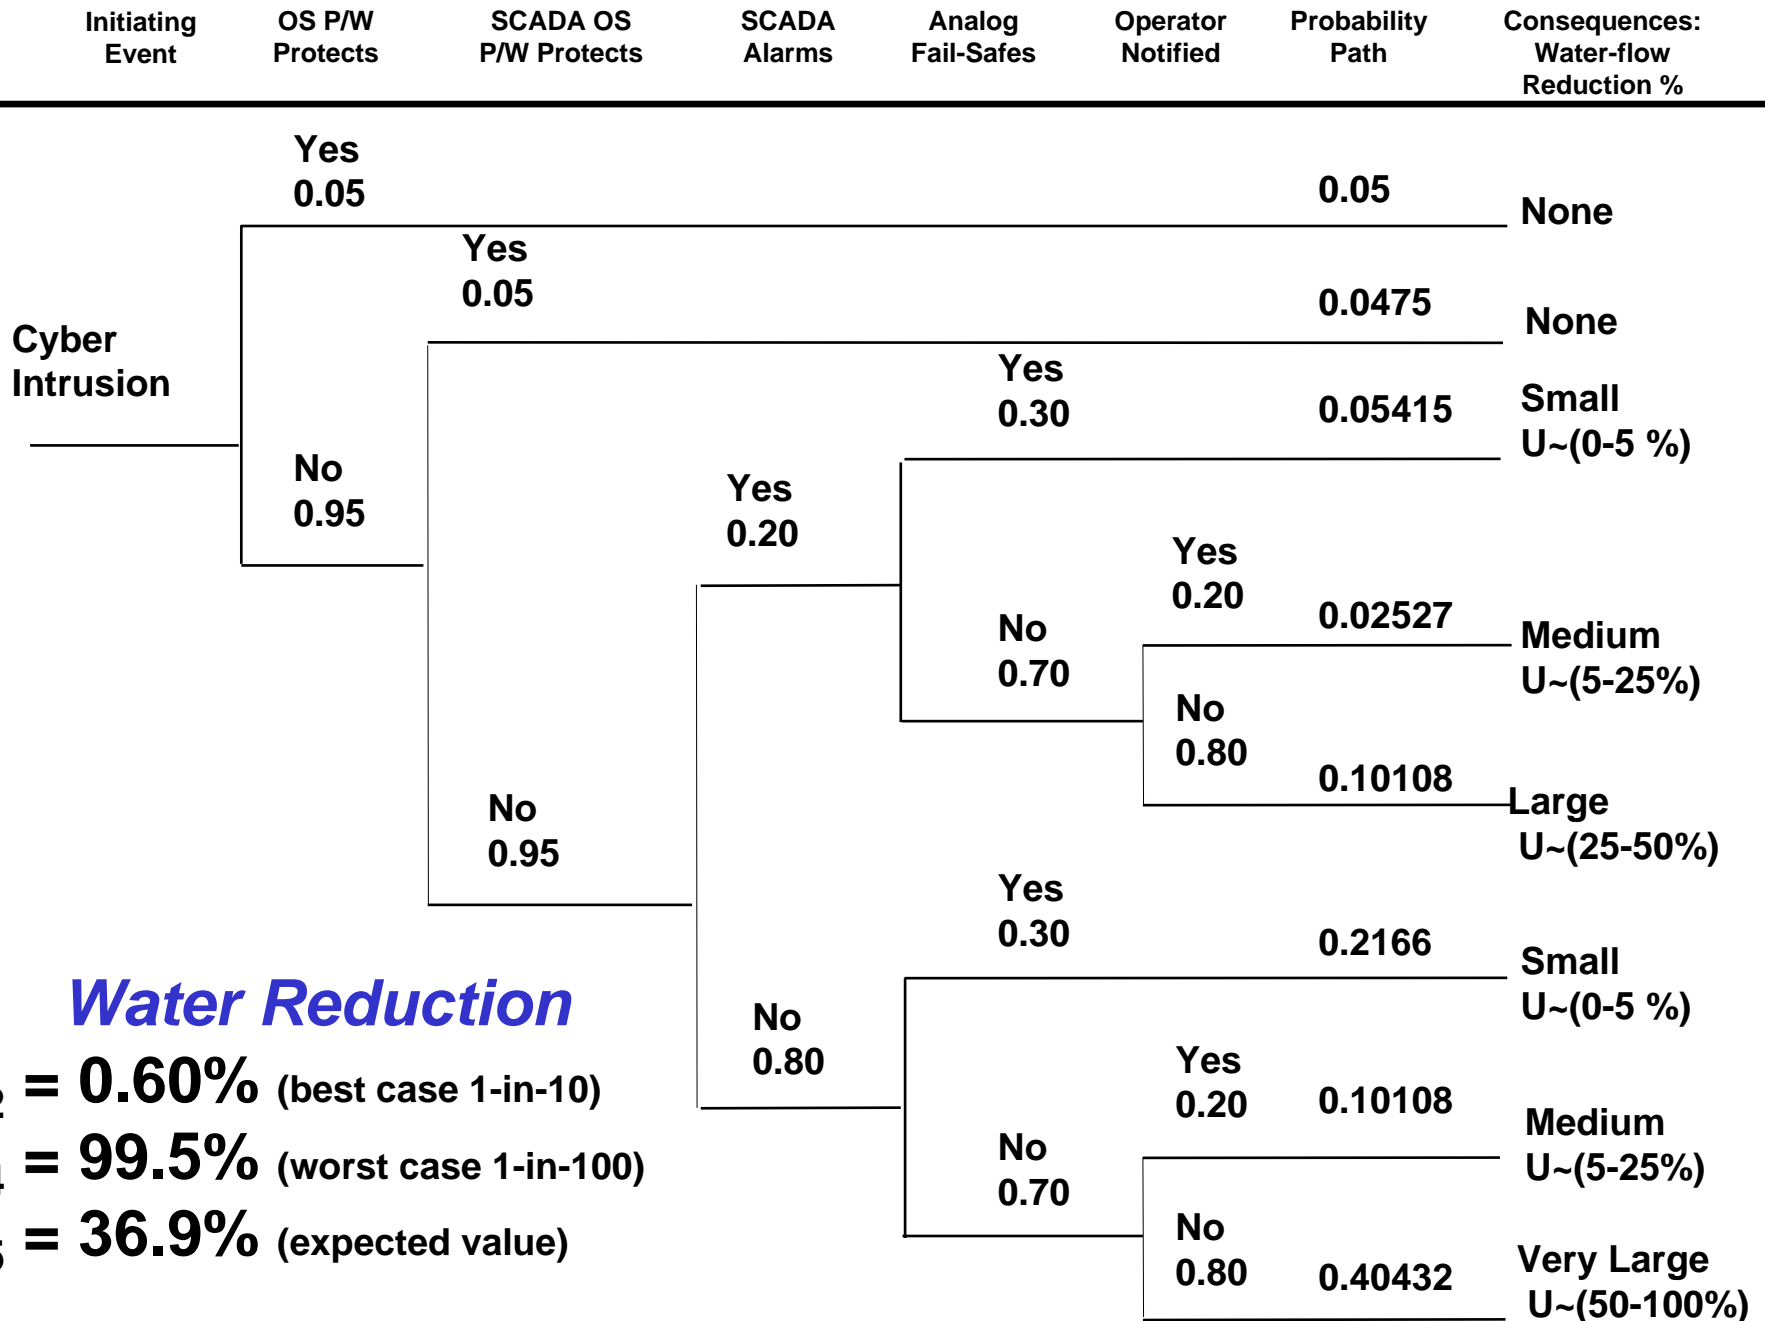 Initiating
Event
OS P/W
Protects
SCADA OS
P/W Protects
SCADA
Alarms
Analog
Fail-Safes
Operator
Notified
Probability
Path
Consequences:
Water-flow
Reduction %
Yes
0.05
0.05
None
Yes
0.05
0.0475
None
Cyber
Intrusion
Yes
0.30
0.05415
Small
U~(0-5 %)
No
0.95
Yes
0.20
Yes
0.20
0.02527
Medium
U~(5-25%)
No
0.70
No
0.80
0.10108
Large
U~(25-50%)
No
0.95
Yes
0.30
0.2166
Small
U~(0-5 %)
Water Reduction
= 0.60% (best case 1-in-10)
= 99.5% (worst case 1-in-100)
= 36.9% (expected value)
No
0.80
Yes
0.20
0.10108
Medium
U~(5-25%)
No
0.70
No
0.80
0.40432
Very Large
U~(50-100%)